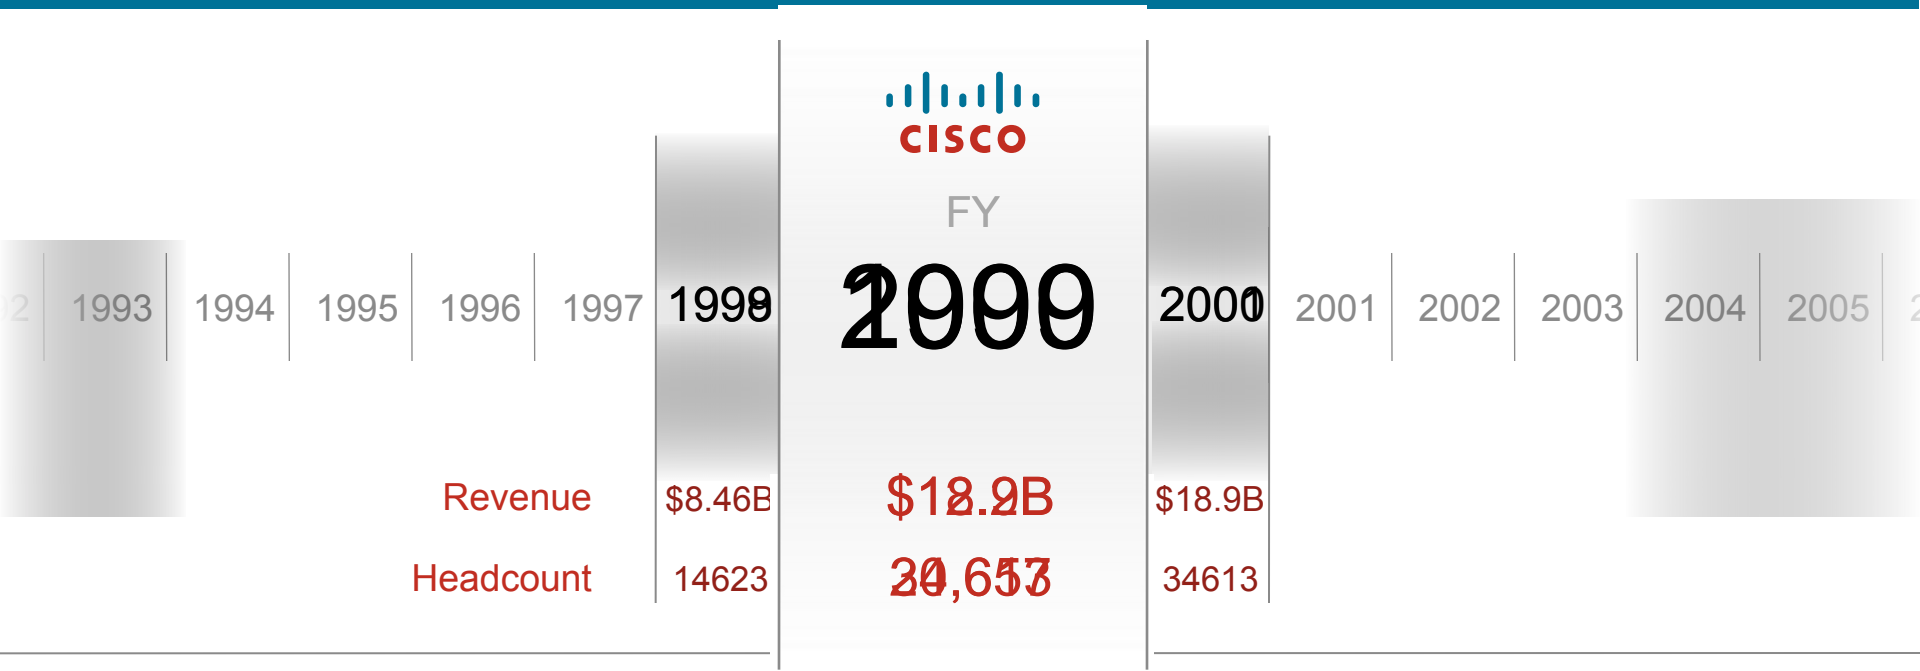 CISCO
FY
1993 1994 1995 1996 1997 2001 2002 2003 2004 2005
Revenue $8.46B $18.9B
Headcount 14623 34613